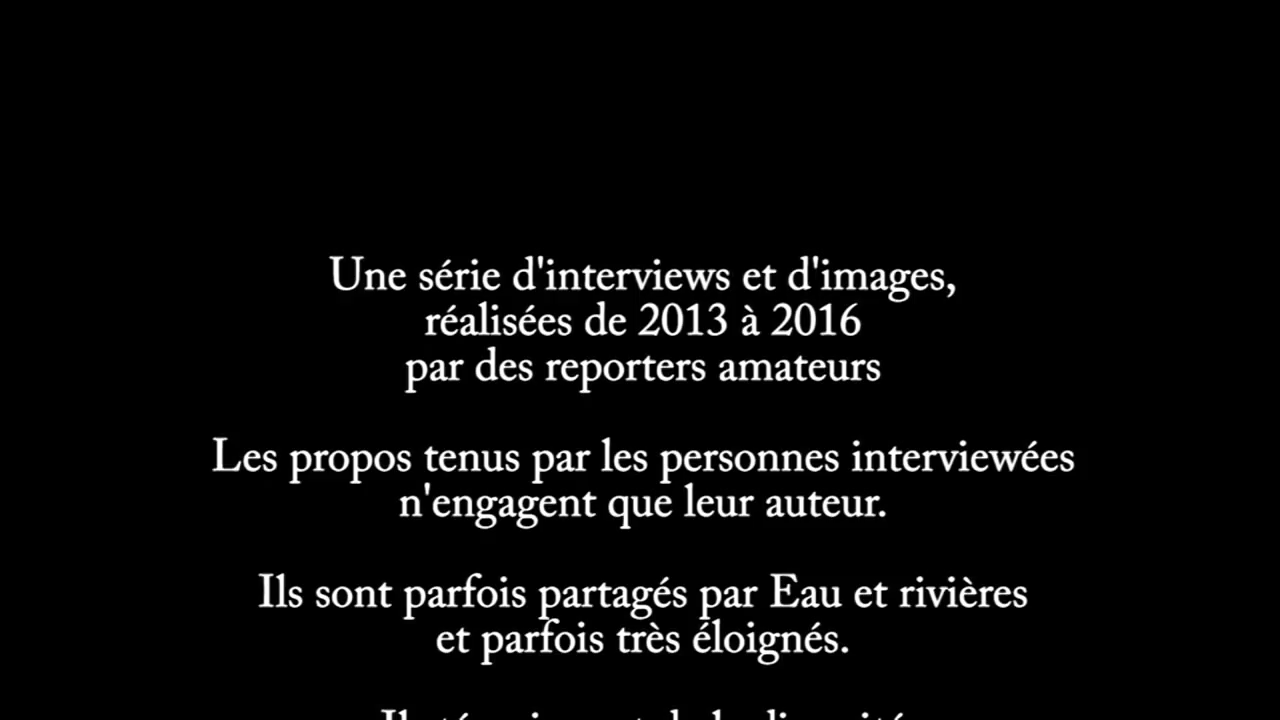 Une série d'interviews et d'images,
réalisées de 2013 à 2016
par des reporters amateurs
Les propos tenus par les personnes interviewées
n'engagent que leur auteur.
Ils sont parfois partagés par Eau et rivières
et parfois très éloignés.